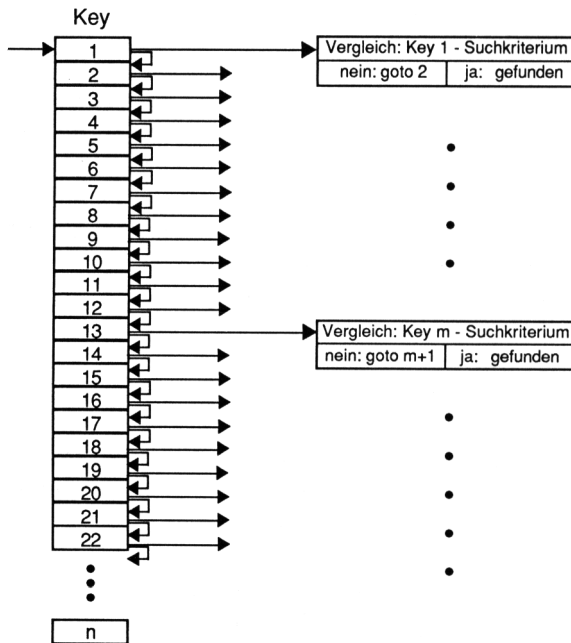 Key
1
Vergleich: Key 1 - Suchkriterium
nein: goto 2
ja: gefunden
2
3
4
5
6
7
8
9
10
11
12
13
Vergleich: Key m - Suchkriterium
nein: goto m+1
ja: gefunden
14
15
16
17
18
19
20
21
22
n